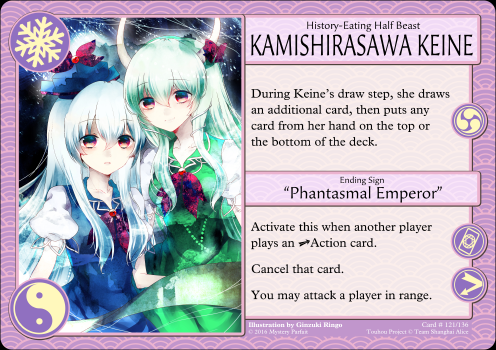 History-Eating Half Beast
KAMISHIRASAWA KEINE
During Keine's draw step, she draws
an additional card, then puts any
card from her hand on the top or
the bottom of the deck.
Ending Sign
“Phantasmal Emperor”
Activate this when another player
plays an Action card.
Cancel that card.
You may attack a player in range.
Illustration by Ginzuki Ringo
© 2016 Mystery Parfait
Card # 121/136
Touhou Project © Team Shanghai Alice